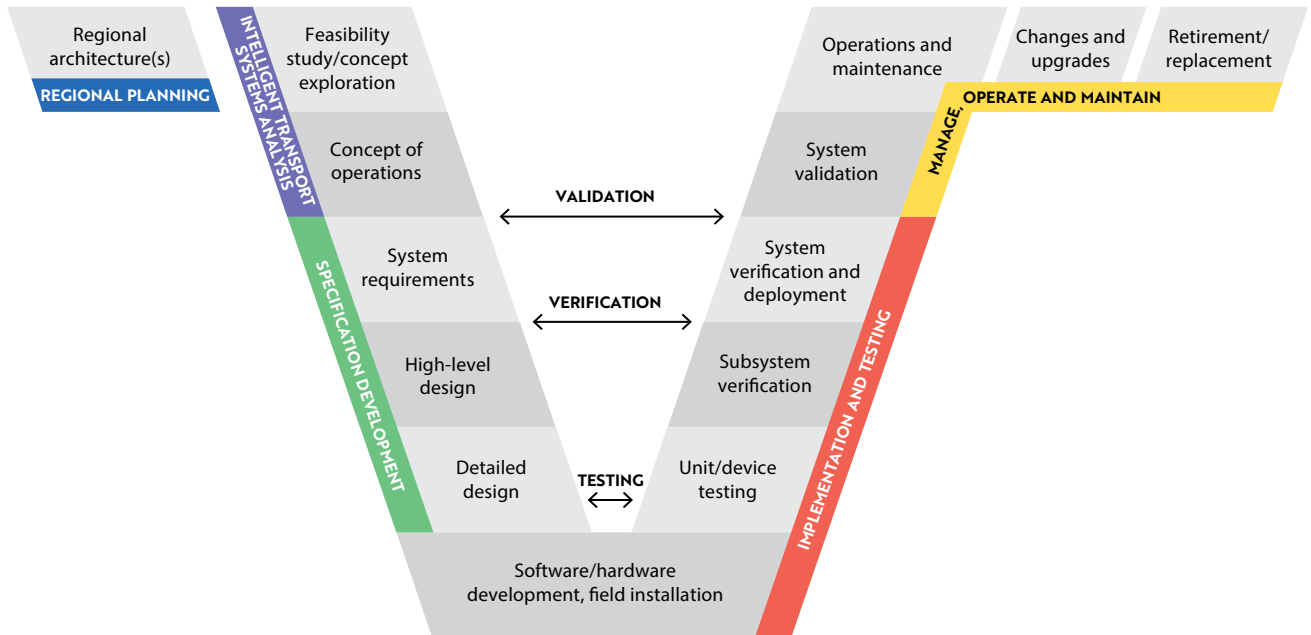 Regional
architecture(s)
REGIONAL PLANNING
INTELLIGENT TRANSPORT
SYSTEMS ANALYSIS
Feasibility
study/concept
exploration
Concept of
operations
SPECIFICATION DEVELOPMENT
System
requirements
High-level
design
Detailed
design
Software/hardware
development, field installation
VALIDATION
VERIFICATION
TESTING
Unit/device
testing
Subsystem
verification
System
verification and
deployment
System
validation
Operations and
maintenance
Changes and
upgrades
Retirement/
replacement
IMPLEMENTATION AND TESTING
MANAGE,
OPERATE AND MAINTAIN